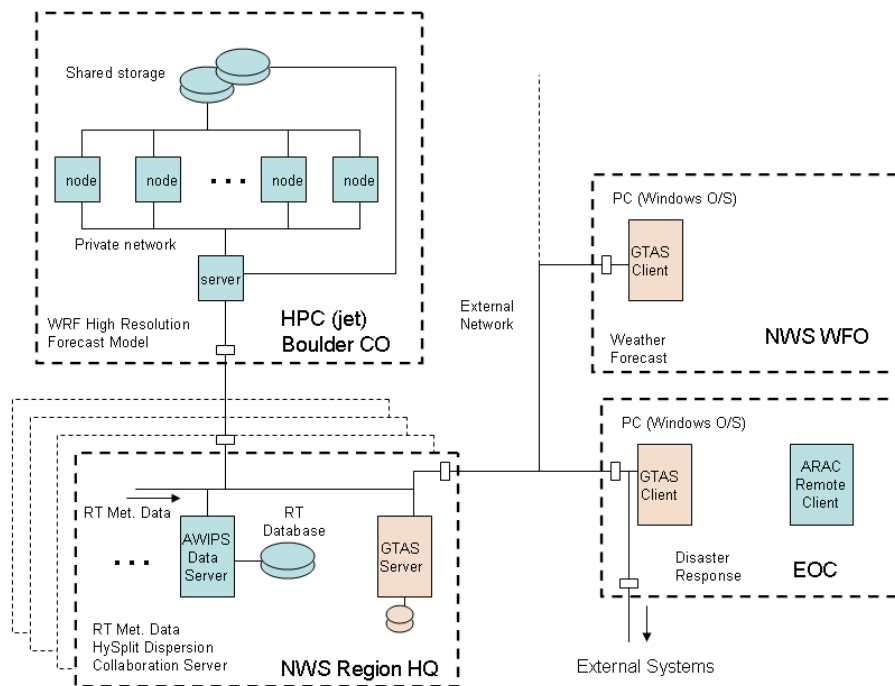 Shared storage
node
node
. . .
node
node
Private network
server
WRF High Resolution
Forecast Model
HPC (jet)
Boulder CO
External
Network
PC (Windows O/S)
GTAS
Client
Weather
Forecast
NWS WFO
PC (Windows O/S)
GTAS
Client
ARAC
Remote
Client
Disaster
Response
EOC
External Systems
RT Met. Data
. . .
AWIPS
Data
Server
RT
Database
GTAS
Server
RT Met. Data
HySplit Dispersion
Collaboration Server
NWS Region HQ